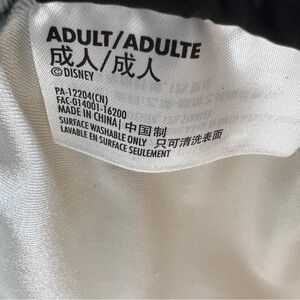 ADULT/ADULTE
成人/成人
©DISNEY
PA-12204(CN)
FAC-014001-16200
MADE IN CHINA | 中国制
SURFACE WASHABLE ONLY 只可清洗表面
LAVABLE EN SURFACE SEULEMENT